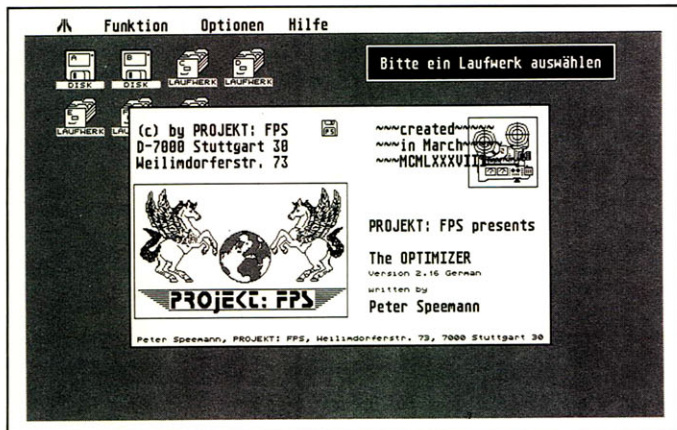 Funktion Optionen Hilfe
Bitte ein Laufwerk auswählen
A B
DISK DISK LAUFWERK LAUFWERK
LAUFWERK
(c) by PROJEKT: FPS
D-7000 Stuttgart 30
Weilimdorferstr. 73
~~~created~~~~~
~~~in March~~~
~~~MCMLXXXVIII~~~
PROJEKT: FPS
PROJEKT: FPS presents
The OPTIMIZER
Version 2.16 German
written by
Peter Speemann
Peter Speemann, PROJEKT: FPS, Weilimdorferstr. 73, 7000 Stuttgart 30